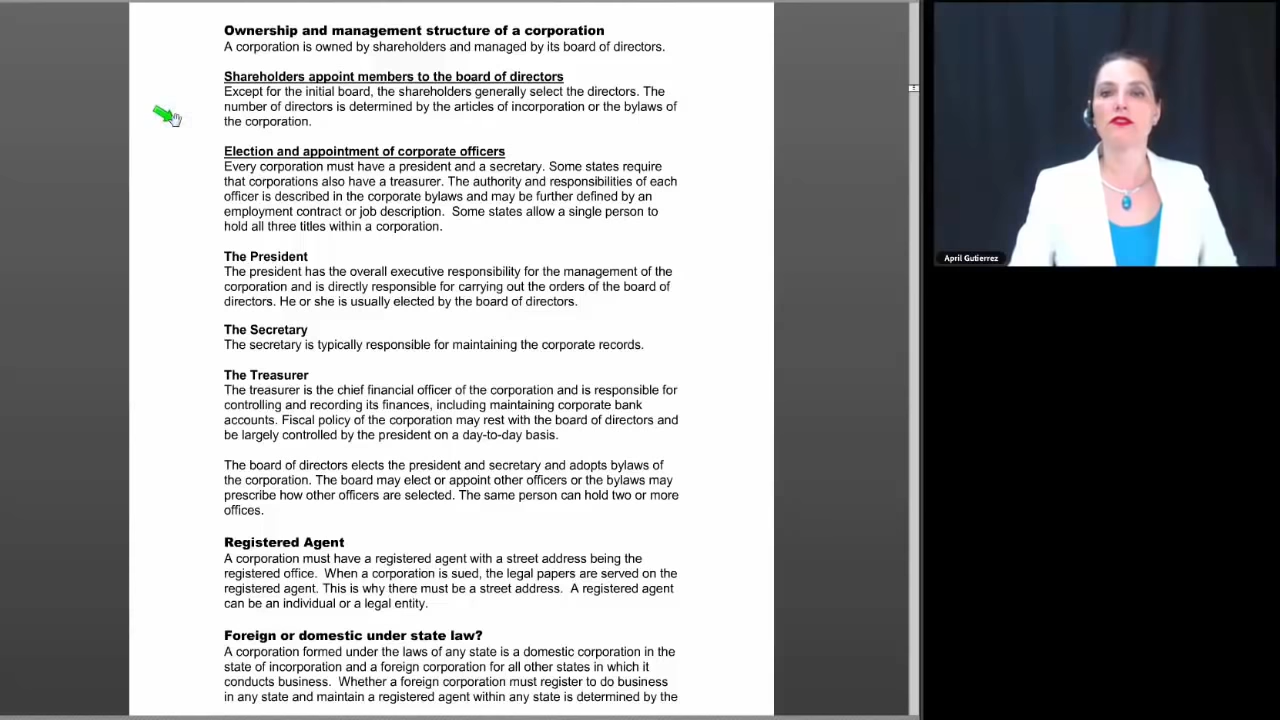 Ownership and management structure of a corporation
A corporation is owned by shareholders and managed by its board of directors.
Shareholders appoint members to the board of directors
Except for the initial board, the shareholders generally select the directors. The
number of directors is determined by the articles of incorporation or the bylaws of
the corporation.
Election and appointment of corporate officers
Every corporation must have a president and a secretary. Some states require
that corporations also have a treasurer. The authority and responsibilities of each
officer is described in the corporate bylaws and may be further defined by an
employment contract or job description.  Some states allow a single person to
hold all three titles within a corporation.
The President
The president has the overall executive responsibility for the management of the
corporation and is directly responsible for carrying out the orders of the board of
directors. He or she is usually elected by the board of directors.
The Secretary
The secretary is typically responsible for maintaining the corporate records.
The Treasurer
The treasurer is the chief financial officer of the corporation and is responsible for
controlling and recording its finances, including maintaining corporate bank
accounts. Fiscal policy of the corporation may rest with the board of directors and
be largely controlled by the president on a day-to-day basis.
The board of directors elects the president and secretary and adopts bylaws of
the corporation. The board may elect or appoint other officers or the bylaws may
prescribe how other officers are selected. The same person can hold two or more
offices.
Registered Agent
A corporation must have a registered agent with a street address being the
registered office.  When a corporation is sued, the legal papers are served on the
registered agent. This is why there must be a street address.  A registered agent
can be an individual or a legal entity.
Foreign or domestic under state law?
A corporation formed under the laws of any state is a domestic corporation in the
state of incorporation and a foreign corporation for all other states in which it
conducts business.  Whether a foreign corporation must register to do business
in any state and maintain a registered agent within any state is determined by the
April Gutierrez